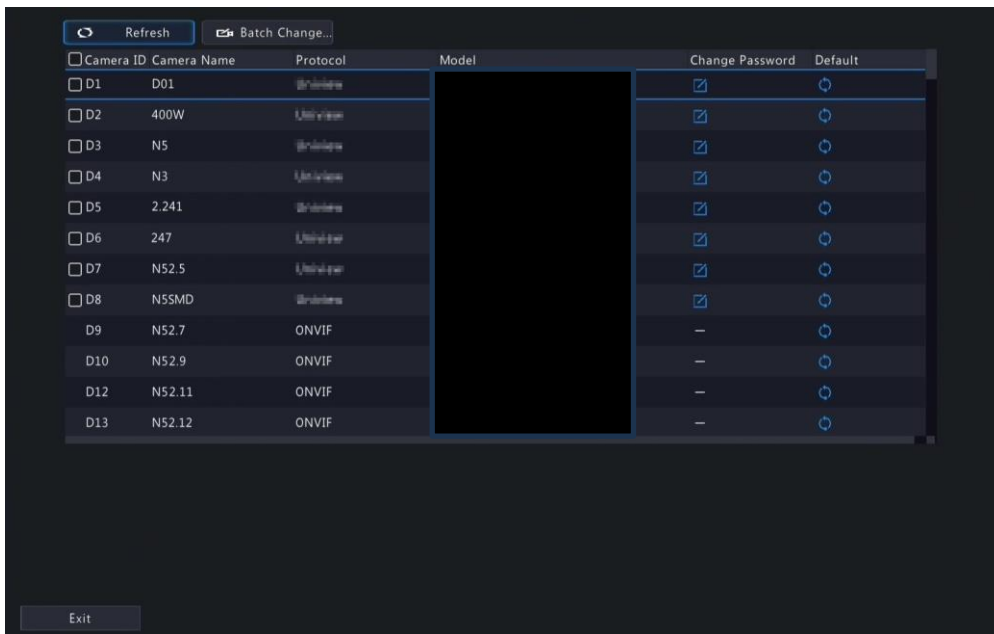 Refresh Batch Change...
Camera ID Camera Name Protocol Model Change Password Default
D1 D01
D2 400W
D3 N5
D4 N3
D5 2.241
D6 247
D7 N52.5
D8 N5SMD
D9 N52.7 ONVIF —
D10 N52.9 ONVIF —
D12 N52.11 ONVIF —
D13 N52.12 ONVIF —
Exit